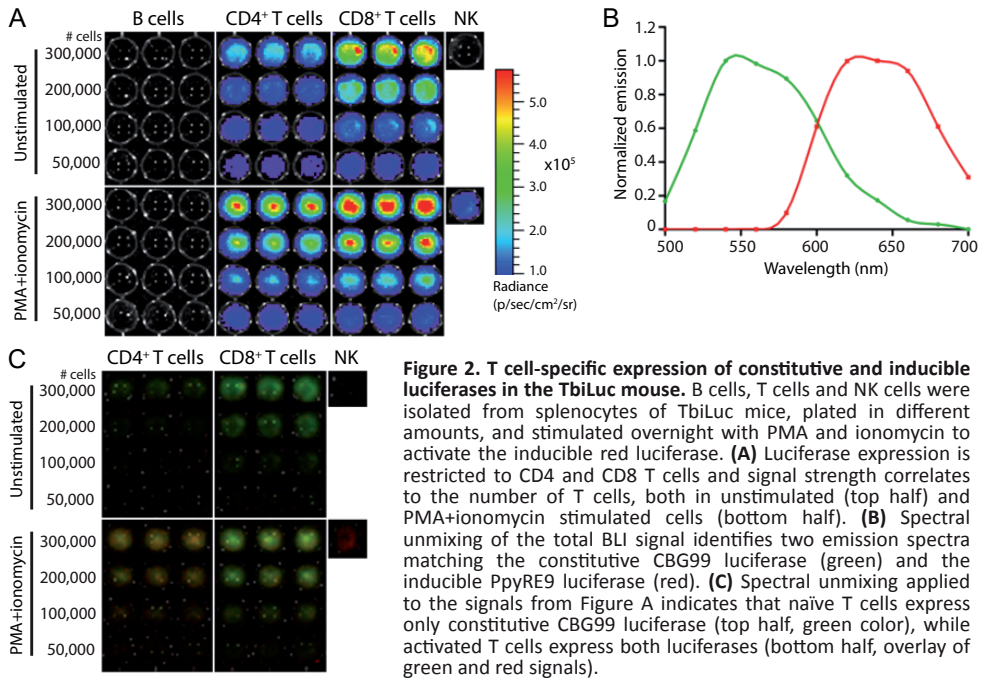 A
B cells
CD4⁺ T cells
CD8⁺ T cells
NK
# cells
Unstimulated
300,000
200,000
100,000
50,000
PMA+ionomycin
300,000
200,000
100,000
50,000
5.0
x10⁵
4.0
3.0
2.0
1.0
Radiance
(p/sec/cm²/sr)
B
Normalized emission
1.2
1.0
0.8
0.6
0.4
0.2
0
500
550
600
650
700
Wavelength (nm)
C
CD4⁺ T cells
CD8⁺ T cells
NK
# cells
Unstimulated
300,000
200,000
100,000
50,000
PMA+ionomycin
300,000
200,000
100,000
50,000
Figure 2. T cell-specific expression of constitutive and inducible
luciferases in the TbiLuc mouse. B cells, T cells and NK cells were
isolated from splenocytes of TbiLuc mice, plated in different
amounts, and stimulated overnight with PMA and ionomycin to
activate the inducible red luciferase. (A) Luciferase expression is
restricted to CD4 and CD8 T cells and signal strength correlates
to the number of T cells, both in unstimulated (top half) and
PMA+ionomycin stimulated cells (bottom half). (B) Spectral
unmixing of the total BLI signal identifies two emission spectra
matching the constitutive CBG99 luciferase (green) and the
inducible PpyRE9 luciferase (red). (C) Spectral unmixing applied
to the signals from Figure A indicates that naïve T cells express
only constitutive CBG99 luciferase (top half, green color), while
activated T cells express both luciferases (bottom half, overlay of
green and red signals).